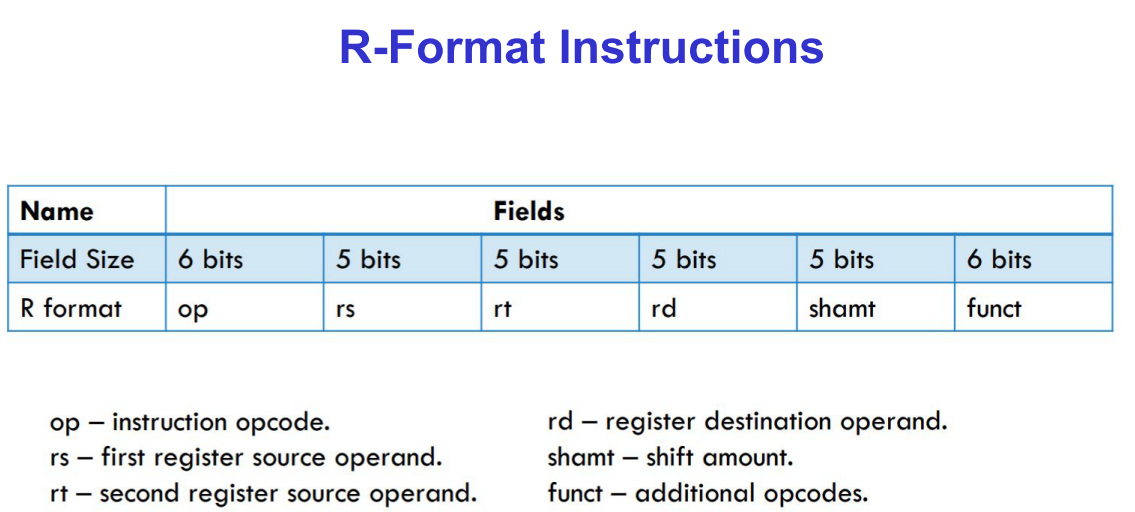 R-Format Instructions
Name Fields
Field Size 6 bits 5 bits 5 bits 5 bits 5 bits 6 bits
R format op rs rt rd shamt funct
op – instruction opcode.
rs – first register source operand.
rt – second register source operand.
rd – register destination operand.
shamt – shift amount.
funct – additional opcodes.